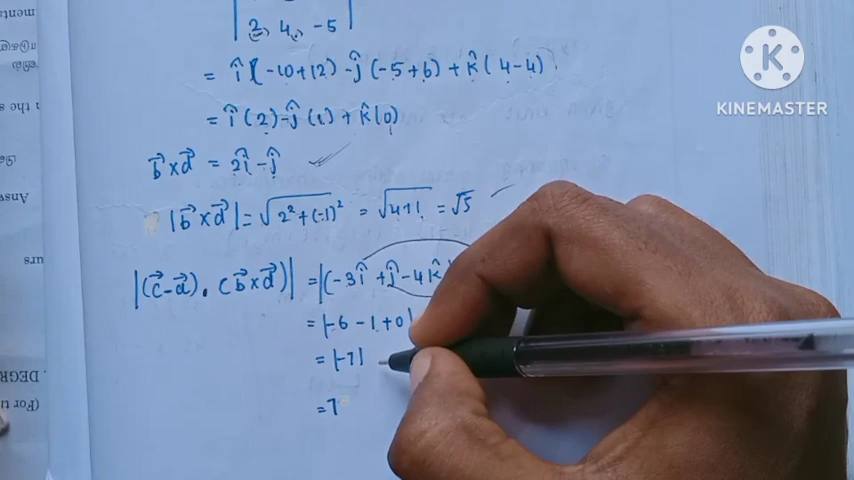 2, 4, -5
= î(-10+12) - ĵ(-5+6) + k̂(4-4)
= î(2) - ĵ(1) + k̂(0)
b⃗×d⃗ = 2î - ĵ
|b⃗×d⃗| = √2²+(-1)² = √4+1 = √5
|(c⃗-a⃗).(b⃗×d⃗)| = |(-3î + ĵ - 4k̂
= |-6 - 1 + 0|
= |-7|
= 7
KINEMASTER